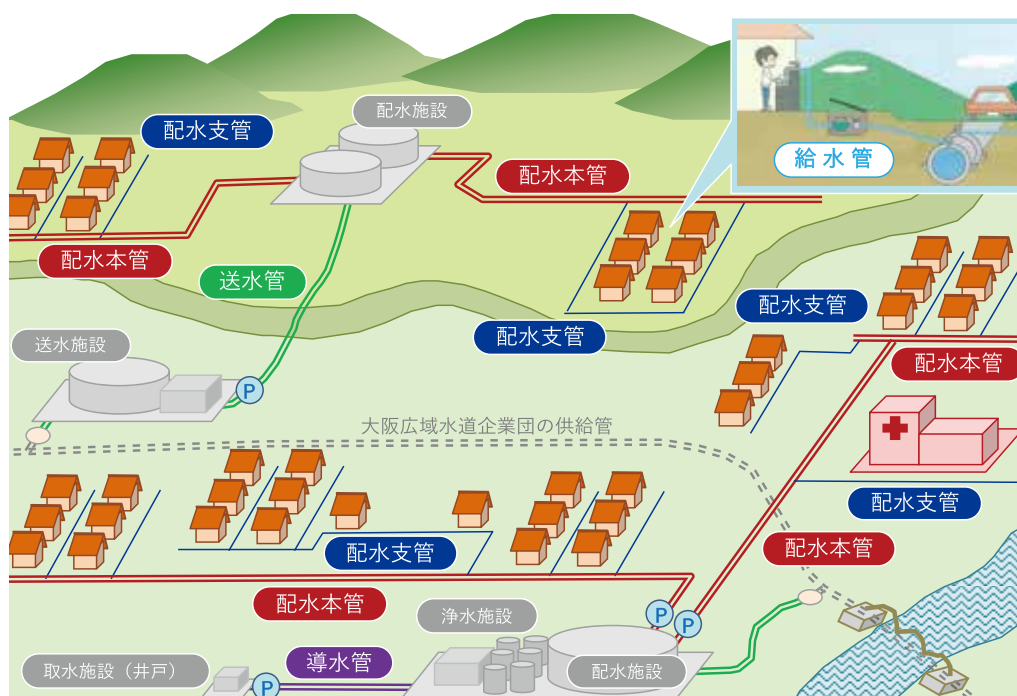 配水施設
配水支管
給水管
配水本管
配水本管
送水管
配水支管
配水支管
送水施設
P
配水本管
大阪広域水道企業団の供給管
配水支管
配水支管
配水本管
配水本管
P
P
浄水施設
配水施設
取水施設（井戸）
導水管
P